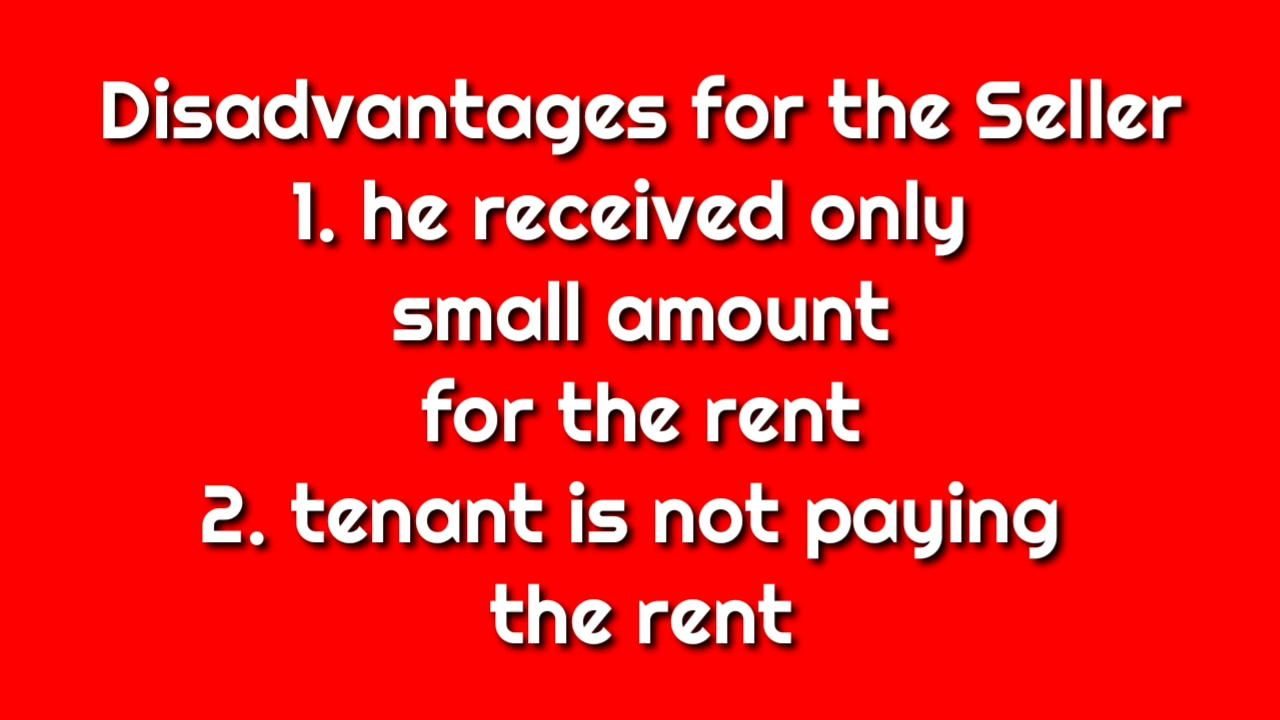 Disadvantages for the Seller
1. he received only
small amount
for the rent
2. tenant is not paying
the rent